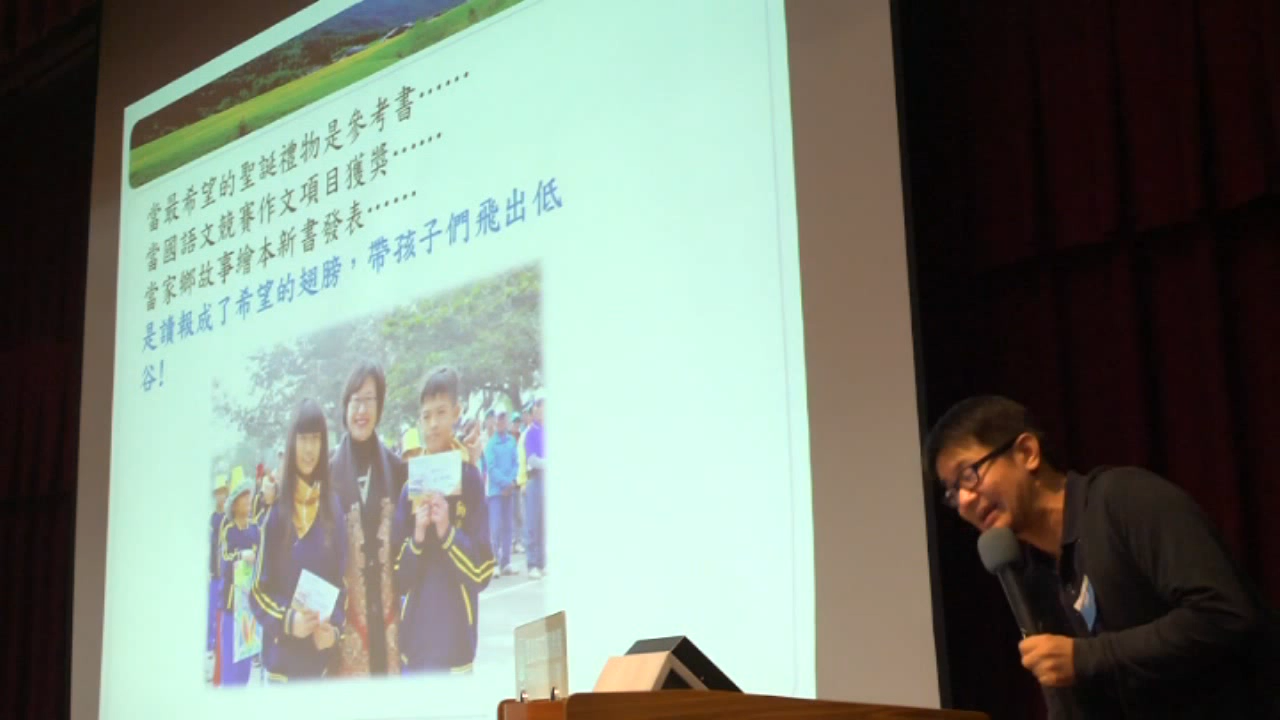 當最希望的聖誕禮物是參考書……
當國語文競賽作文項目獲獎……
當家鄉故事繪本新書發表……
是讀報成了希望的翅膀，帶孩子們飛出低
谷!